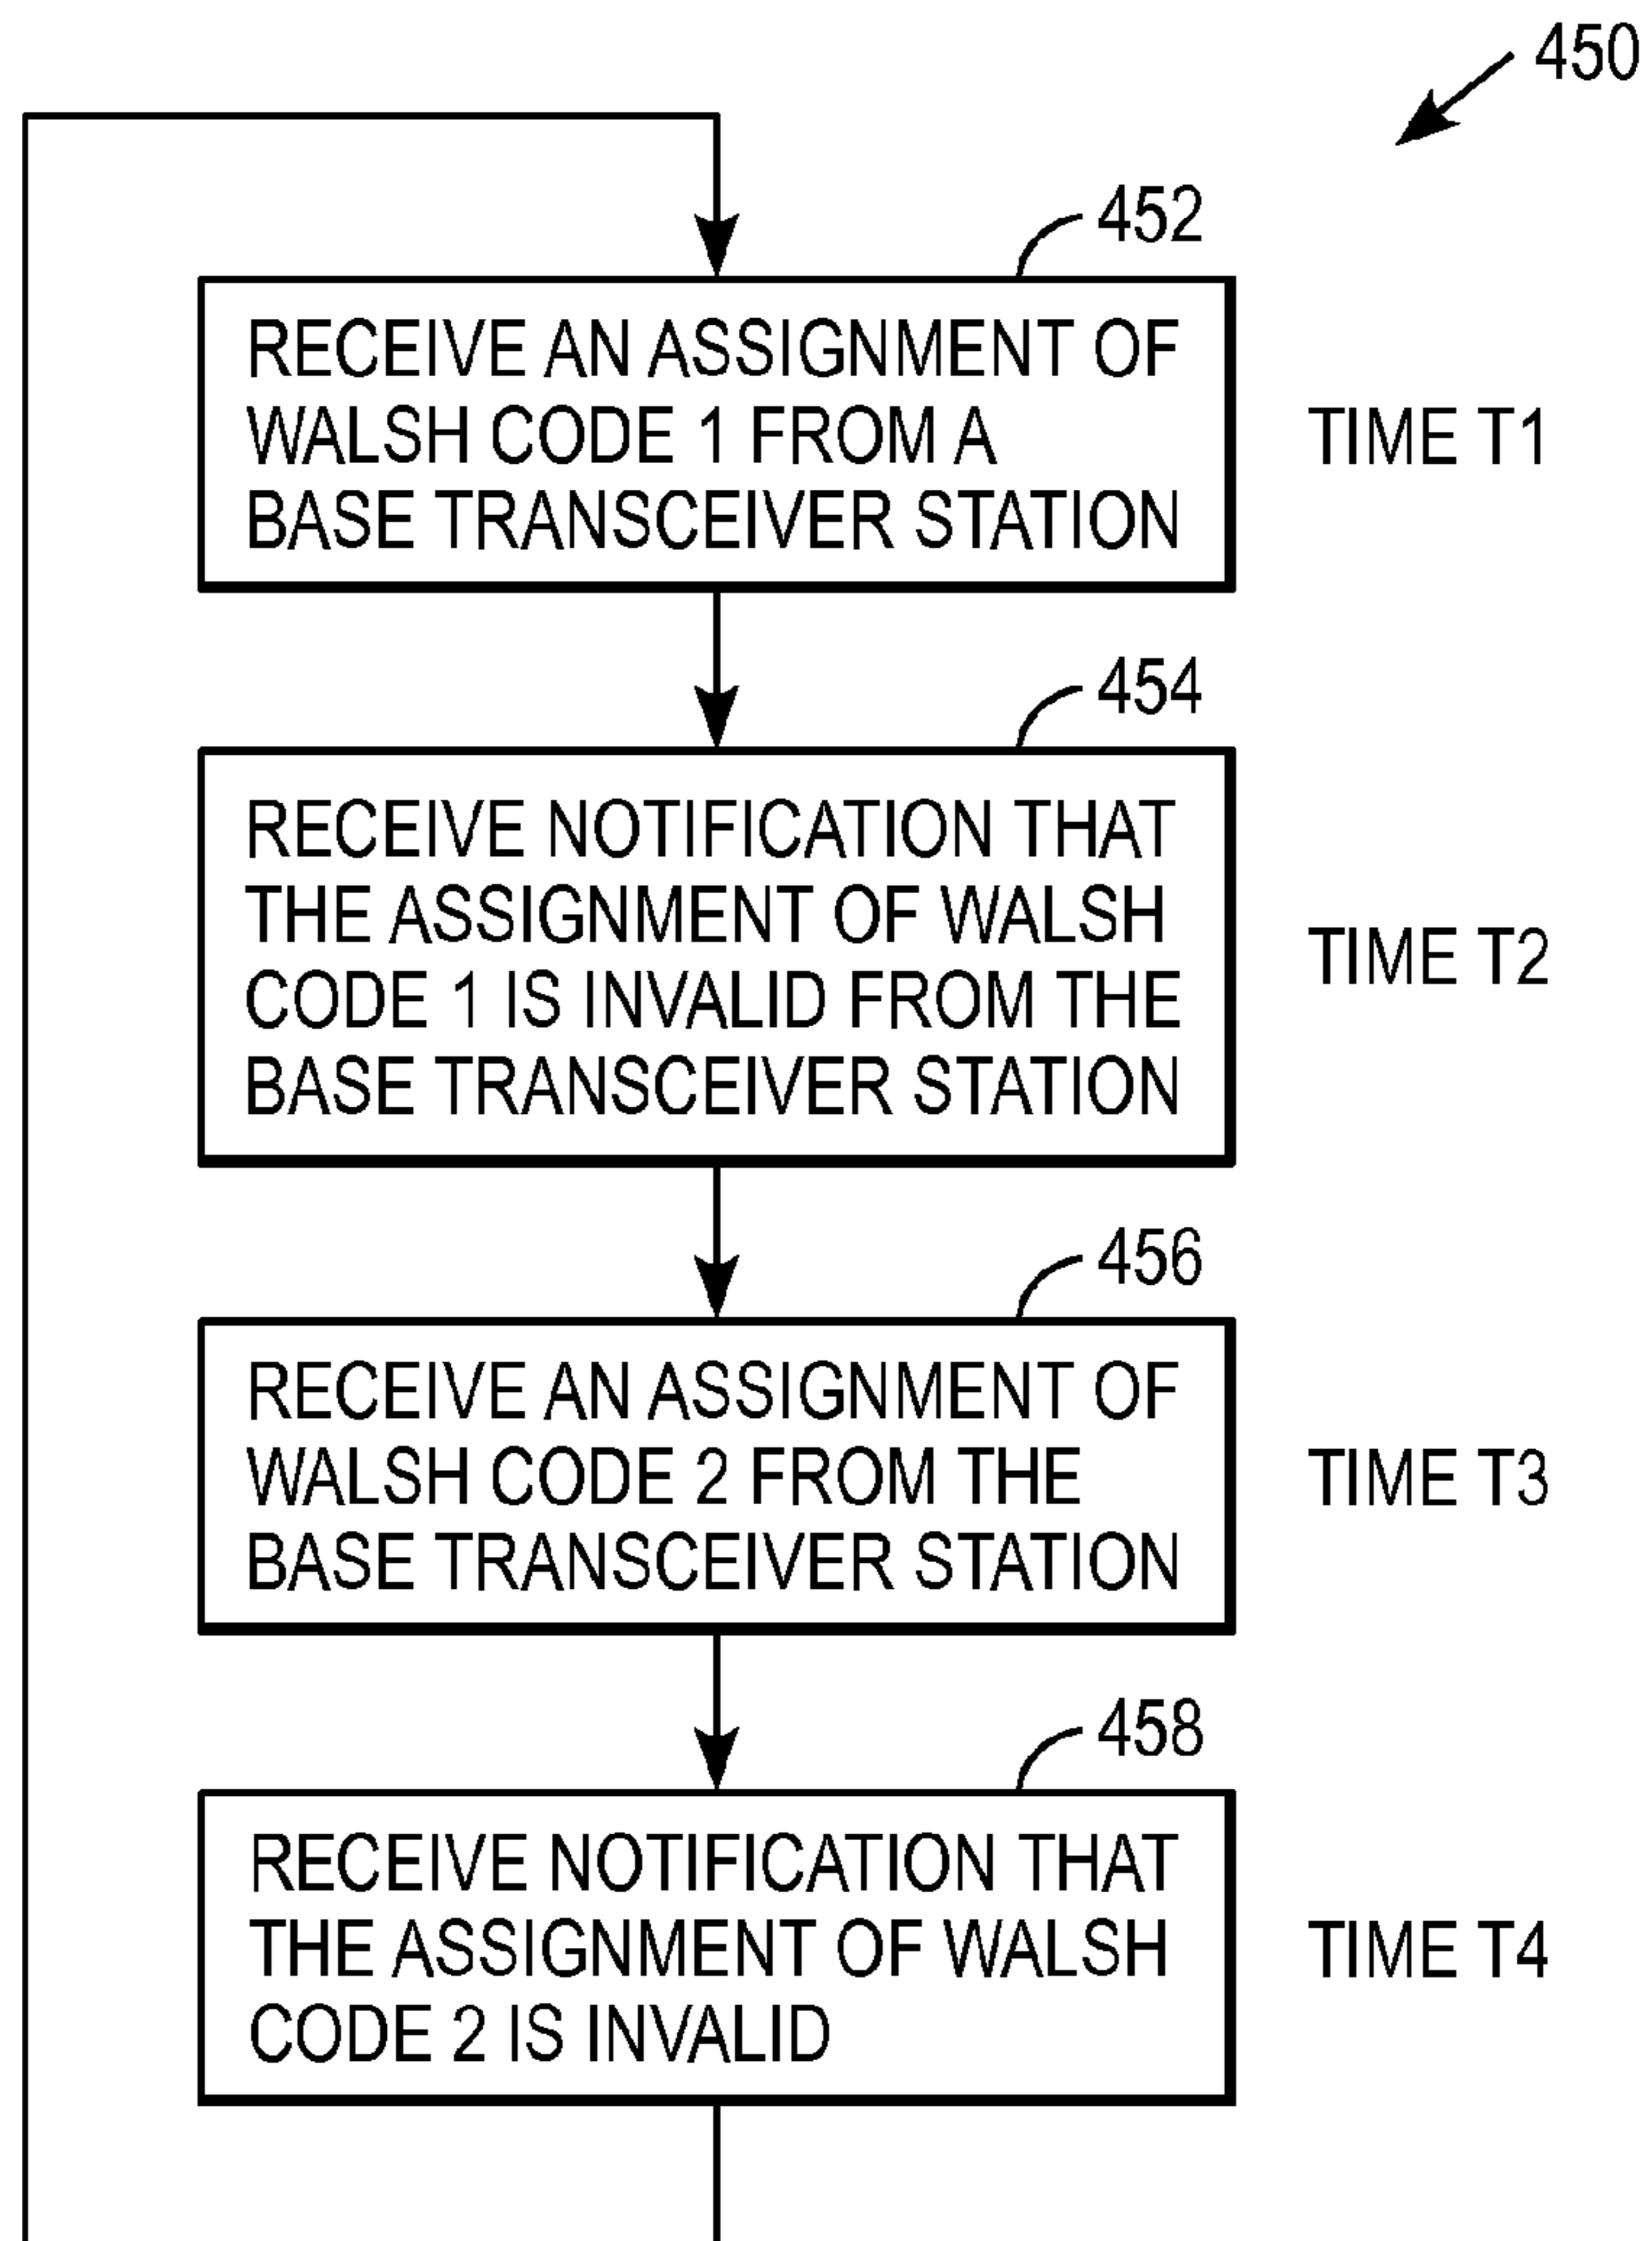 450
452
RECEIVE AN ASSIGNMENT OF
WALSH CODE 1 FROM A
BASE TRANSCEIVER STATION
TIME T1
454
RECEIVE NOTIFICATION THAT
THE ASSIGNMENT OF WALSH
CODE 1 IS INVALID FROM THE
BASE TRANSCEIVER STATION
TIME T2
456
RECEIVE AN ASSIGNMENT OF
WALSH CODE 2 FROM THE
BASE TRANSCEIVER STATION
TIME T3
458
RECEIVE NOTIFICATION THAT
THE ASSIGNMENT OF WALSH
CODE 2 IS INVALID
TIME T4